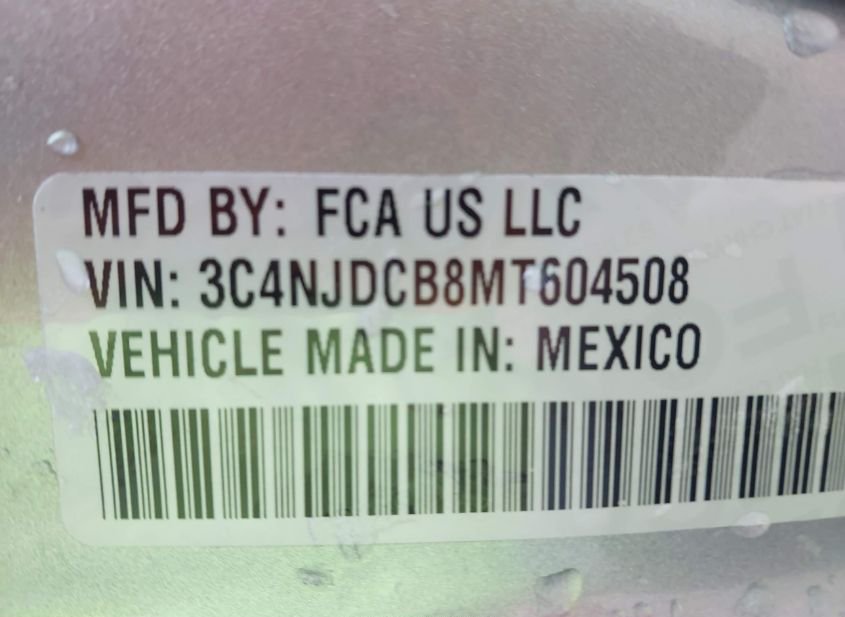 MFD BY: FCA US LLC
VIN: 3C4NJDCB8MT604508
VEHICLE MADE IN: MEXICO